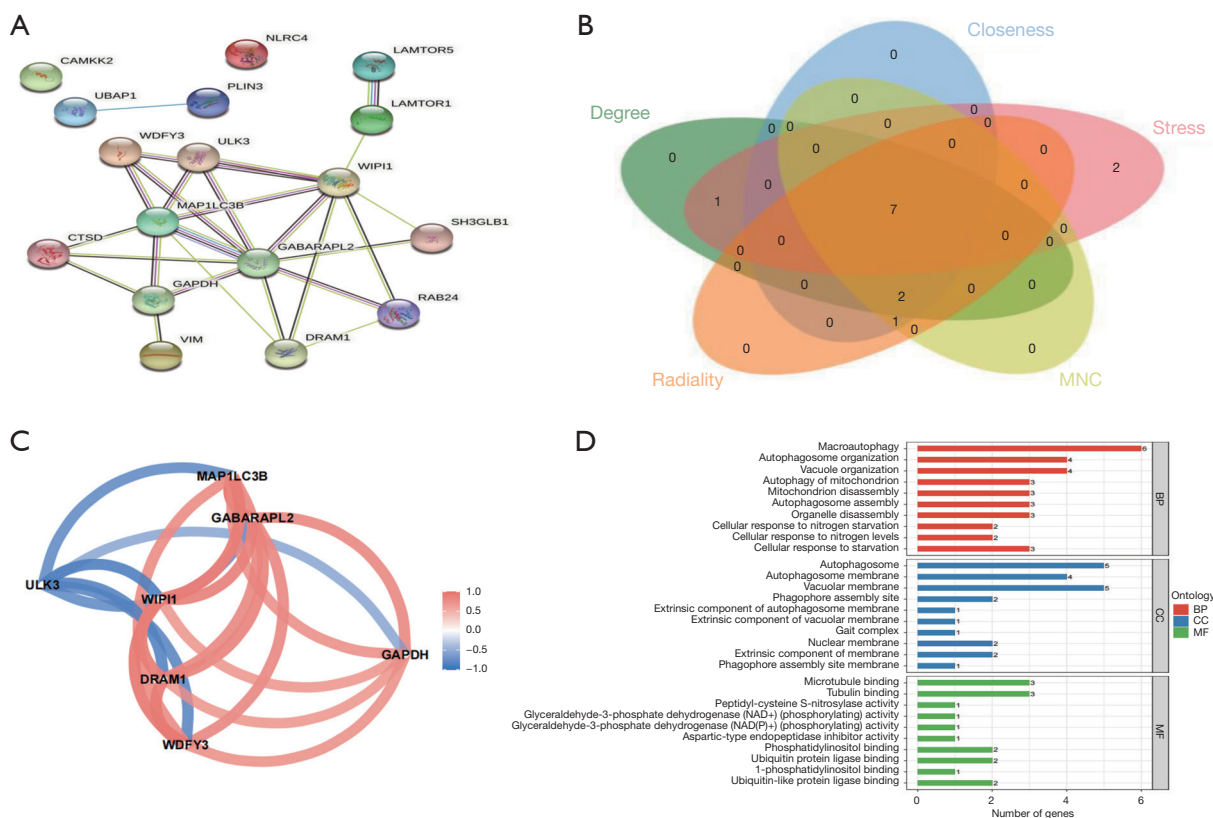 A
NLRC4
CAMKK2
LAMTOR5
UBAP1
PLIN3
LAMTOR1
WDFY3
ULK3
WIPI1
MAP1LC3B
SH3GLB1
CTSD
GABARAPL2
GAPDH
RAB24
DRAM1
VIM
B
Closeness
Degree
Stress
Radiality
MNC
0
0
0
0
0
0
0
0
0
0
0
0
2
0
0
1
7
0
0
0
0
0
0
0
0
2
0
0
0
1
0
0
0
C
MAP1LC3B
GABARAPL2
ULK3
WIPI1
GAPDH
DRAM1
WDFY3
1.0
0.5
0.0
−0.5
−1.0
D
Macroautophagy 6
Autophagosome organization 4
Vacuole organization 4
Autophagy of mitochondrion 3
Mitochondrion disassembly 3
Autophagosome assembly 3
Organelle disassembly 3
Cellular response to nitrogen starvation 2
Cellular response to nitrogen levels 2
Cellular response to starvation 3
BP
Autophagosome 5
Autophagosome membrane 4
Vacuolar membrane 5
Phagophore assembly site 2
Extrinsic component of autophagosome membrane 1
Extrinsic component of vacuolar membrane 1
Gait complex 1
Nuclear membrane 2
Extrinsic component of membrane 2
Phagophore assembly site membrane 1
CC
Microtubule binding 3
Tubulin binding 3
Peptidyl-cysteine S-nitrosylase activity 1
Glyceraldehyde-3-phosphate dehydrogenase (NAD+) (phosphorylating) activity 1
Glyceraldehyde-3-phosphate dehydrogenase (NAD(P)+) (phosphorylating) activity 1
Aspartic-type endopeptidase inhibitor activity 1
Phosphatidylinositol binding 2
Ubiquitin protein ligase binding 2
1-phosphatidylinositol binding 1
Ubiquitin-like protein ligase binding 2
MF
0 2 4 6
Number of genes
Ontology
BP
CC
MF